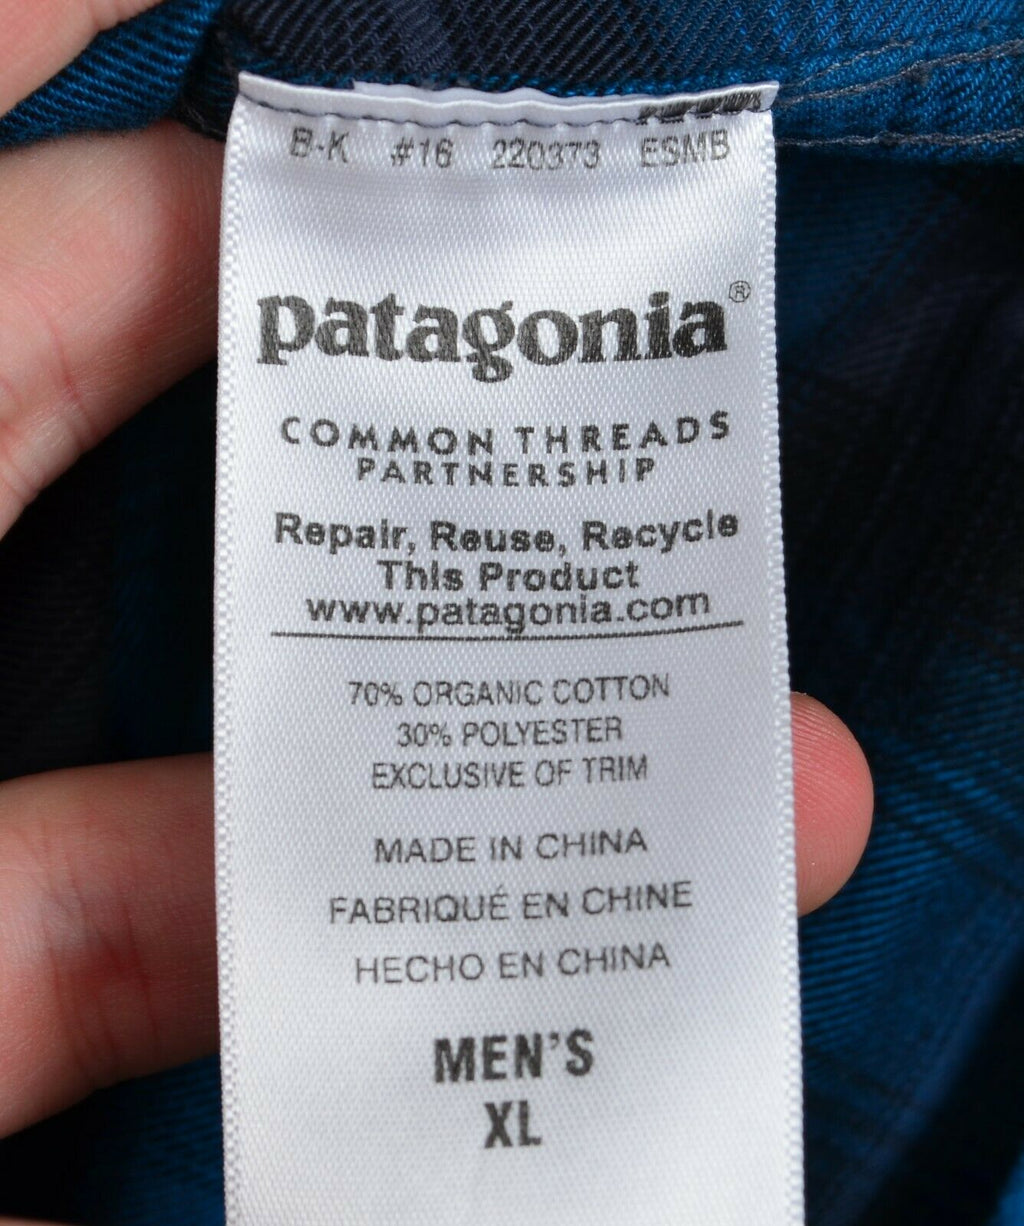 B-K #16 220373 ESMB
patagonia®
COMMON THREADS
PARTNERSHIP
Repair, Reuse, Recycle
This Product
www.patagonia.com
70% ORGANIC COTTON
30% POLYESTER
EXCLUSIVE OF TRIM
MADE IN CHINA
FABRIQUÉ EN CHINE
HECHO EN CHINA
MEN'S
XL